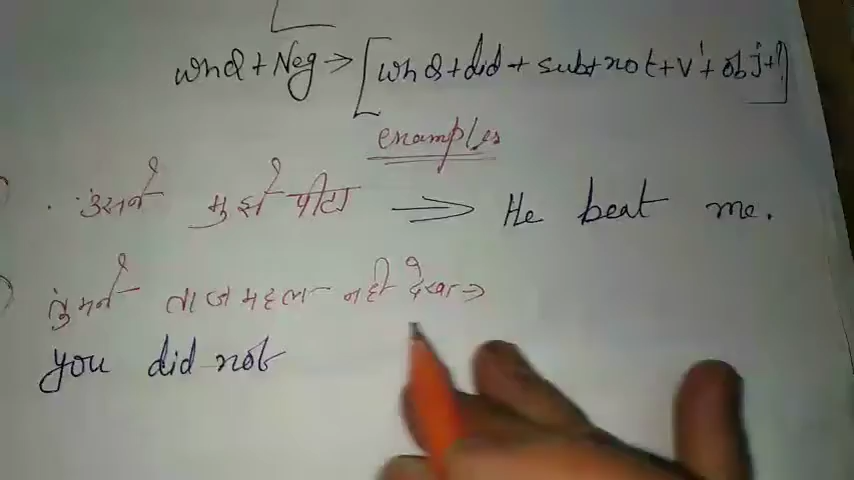 whQ + Neg → [whQ + did + sub + not + v¹ + obj + ?]
examples
उसने मुझे पीटा ⇒ He beat me.
तुमने ताजमहल नहीं देखा →
you did not